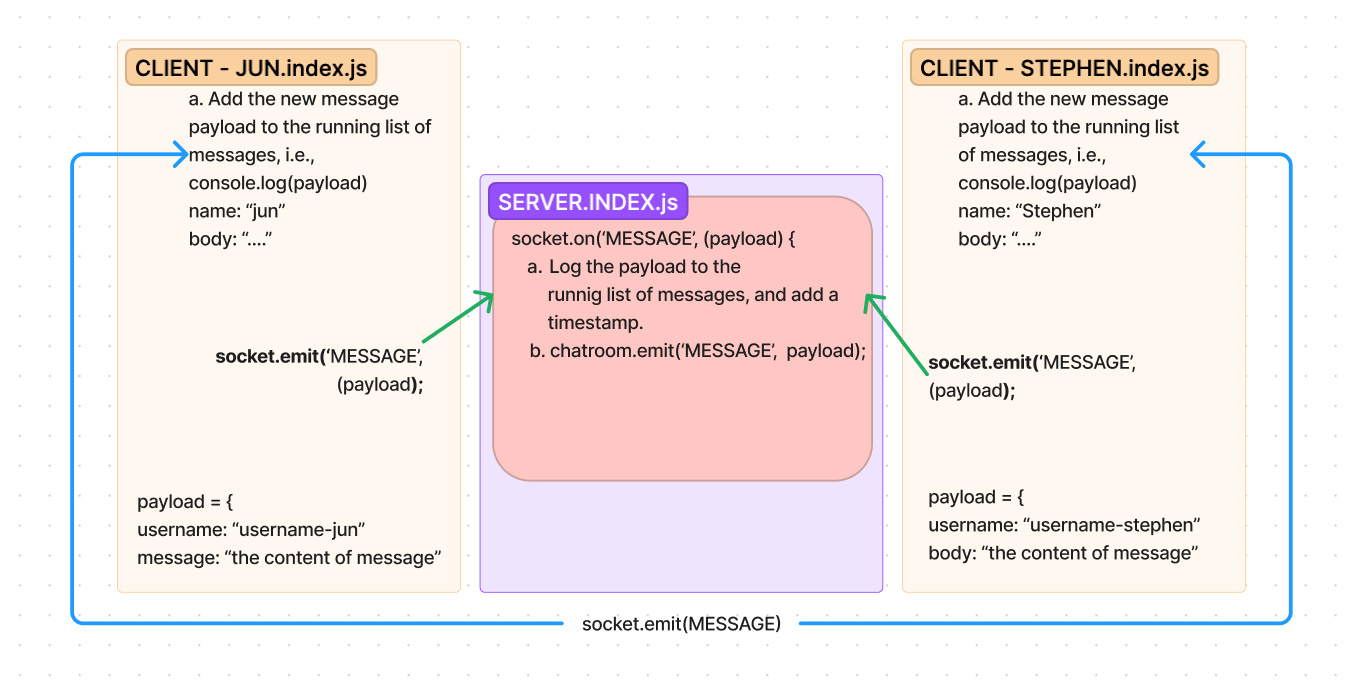 CLIENT - JUN.index.js
a. Add the new message
payload to the running list of
messages, i.e.,
console.log(payload)
name: “jun”
body: “....”
socket.emit(‘MESSAGE’,
(payload);
payload = {
username: “username-jun”
message: “the content of message”
SERVER.INDEX.js
socket.on(‘MESSAGE’, (payload) {
a. Log the payload to the
runnig list of messages, and add a
timestamp.
b. chatroom.emit(‘MESSAGE’, payload);
CLIENT - STEPHEN.index.js
a. Add the new message
payload to the running list
of messages, i.e.,
console.log(payload)
name: “Stephen”
body: “....”
socket.emit(‘MESSAGE’,
(payload);
payload = {
username: “username-stephen”
body: “the content of message”
socket.emit(MESSAGE)